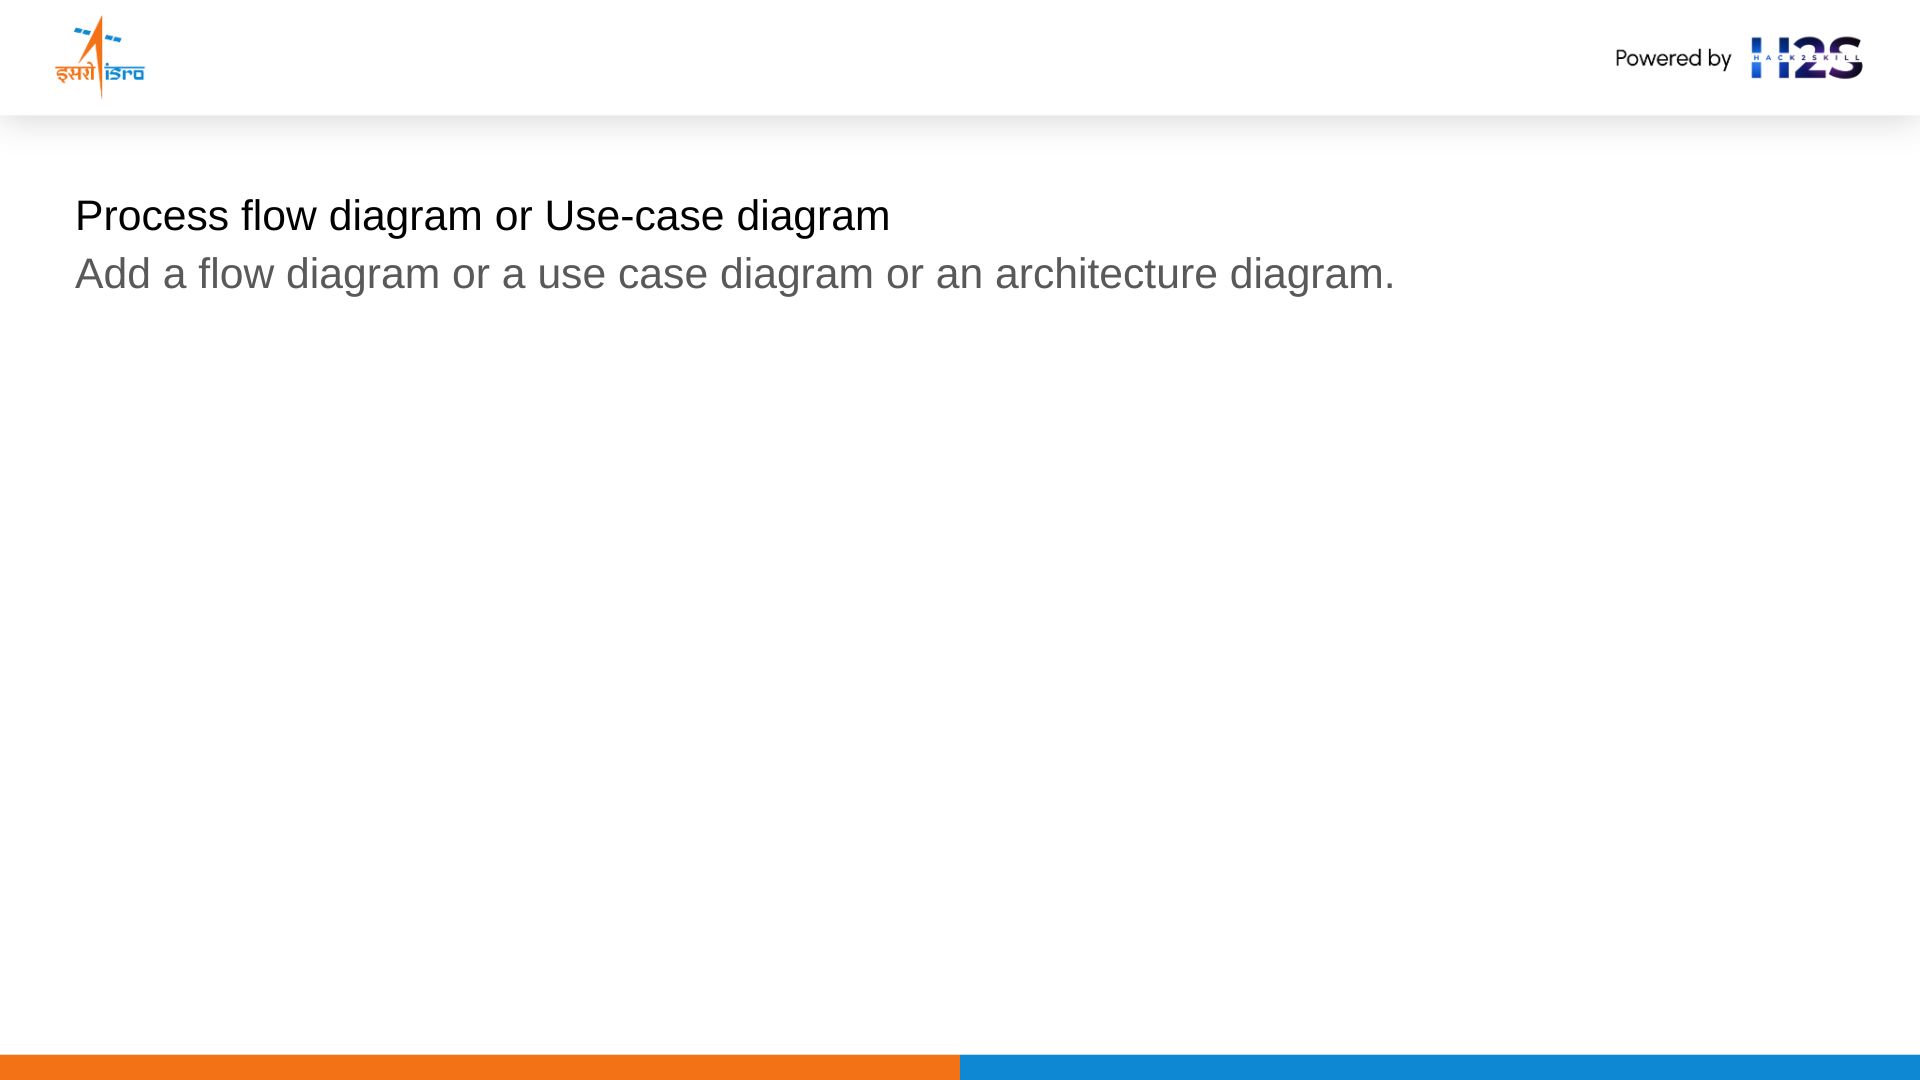 इसरो isro
Powered by H2S
HACK2SKILL
Process flow diagram or Use-case diagram
Add a flow diagram or a use case diagram or an architecture diagram.